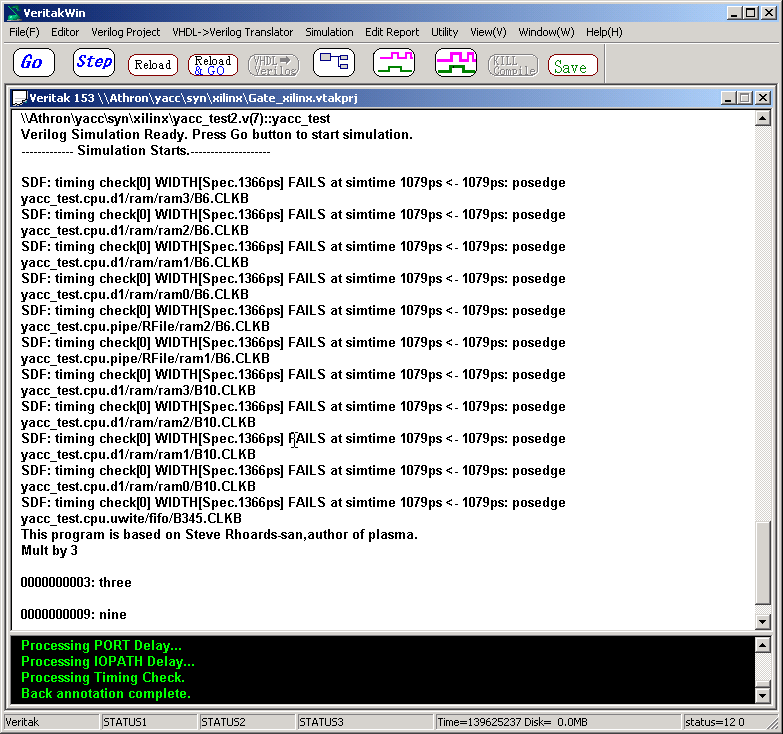 VeritakWin
File(F) Editor Verilog Project VHDL->Verilog Translator Simulation Edit Report Utility View(V) Window(W) Help(H)
Go Step Reload Reload & GO VHDL Verilos KILL Compile Save
Veritak 153 \\Athron\yacc\syn\xilinx\Gate_xilinx.vtakprj
\\Athron\yacc\syn\xilinx\yacc_test2.v(7)::yacc_test
Verilog Simulation Ready. Press Go button to start simulation.
------------- Simulation Starts.--------------------
SDF: timing check[0] WIDTH[Spec.1366ps] FAILS at simtime 1079ps <- 1079ps: posedge
yacc_test.cpu.d1/ram/ram3/B6.CLKB
SDF: timing check[0] WIDTH[Spec.1366ps] FAILS at simtime 1079ps <- 1079ps: posedge
yacc_test.cpu.d1/ram/ram2/B6.CLKB
SDF: timing check[0] WIDTH[Spec.1366ps] FAILS at simtime 1079ps <- 1079ps: posedge
yacc_test.cpu.d1/ram/ram1/B6.CLKB
SDF: timing check[0] WIDTH[Spec.1366ps] FAILS at simtime 1079ps <- 1079ps: posedge
yacc_test.cpu.d1/ram/ram0/B6.CLKB
SDF: timing check[0] WIDTH[Spec.1366ps] FAILS at simtime 1079ps <- 1079ps: posedge
yacc_test.cpu.pipe/RFile/ram2/B6.CLKB
SDF: timing check[0] WIDTH[Spec.1366ps] FAILS at simtime 1079ps <- 1079ps: posedge
yacc_test.cpu.pipe/RFile/ram1/B6.CLKB
SDF: timing check[0] WIDTH[Spec.1366ps] FAILS at simtime 1079ps <- 1079ps: posedge
yacc_test.cpu.d1/ram/ram3/B10.CLKB
SDF: timing check[0] WIDTH[Spec.1366ps] FAILS at simtime 1079ps <- 1079ps: posedge
yacc_test.cpu.d1/ram/ram2/B10.CLKB
SDF: timing check[0] WIDTH[Spec.1366ps] FAILS at simtime 1079ps <- 1079ps: posedge
yacc_test.cpu.d1/ram/ram1/B10.CLKB
SDF: timing check[0] WIDTH[Spec.1366ps] FAILS at simtime 1079ps <- 1079ps: posedge
yacc_test.cpu.d1/ram/ram0/B10.CLKB
SDF: timing check[0] WIDTH[Spec.1366ps] FAILS at simtime 1079ps <- 1079ps: posedge
yacc_test.cpu.uwite/fifo/B345.CLKB
This program is based on Steve Rhoards-san,author of plasma.
Mult by 3
0000000003: three
0000000009: nine
Processing PORT Delay...
Processing IOPATH Delay...
Processing Timing Check.
Back annotation complete.
Veritak STATUS1 STATUS2 STATUS3 Time=139625237 Disk= 0.0MB status=12 0